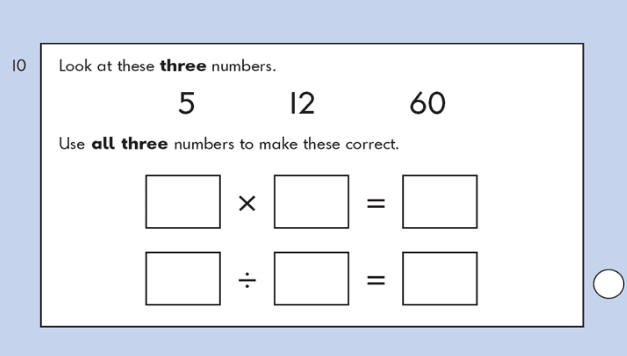 10 Look at these three numbers.
5 12 60
Use all three numbers to make these correct.
× =
÷ =